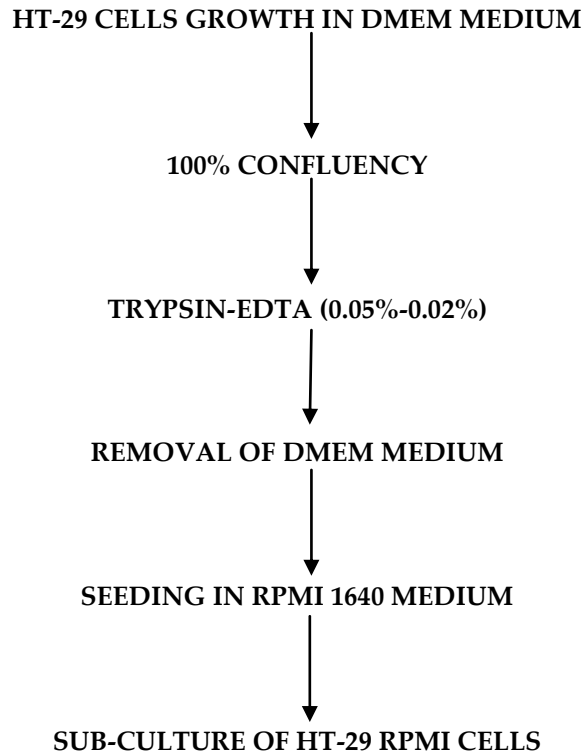 HT-29 CELLS GROWTH IN DMEM MEDIUM
100% CONFLUENCY
TRYPSIN-EDTA (0.05%-0.02%)
REMOVAL OF DMEM MEDIUM
SEEDING IN RPMI 1640 MEDIUM
SUB-CULTURE OF HT-29 RPMI CELLS